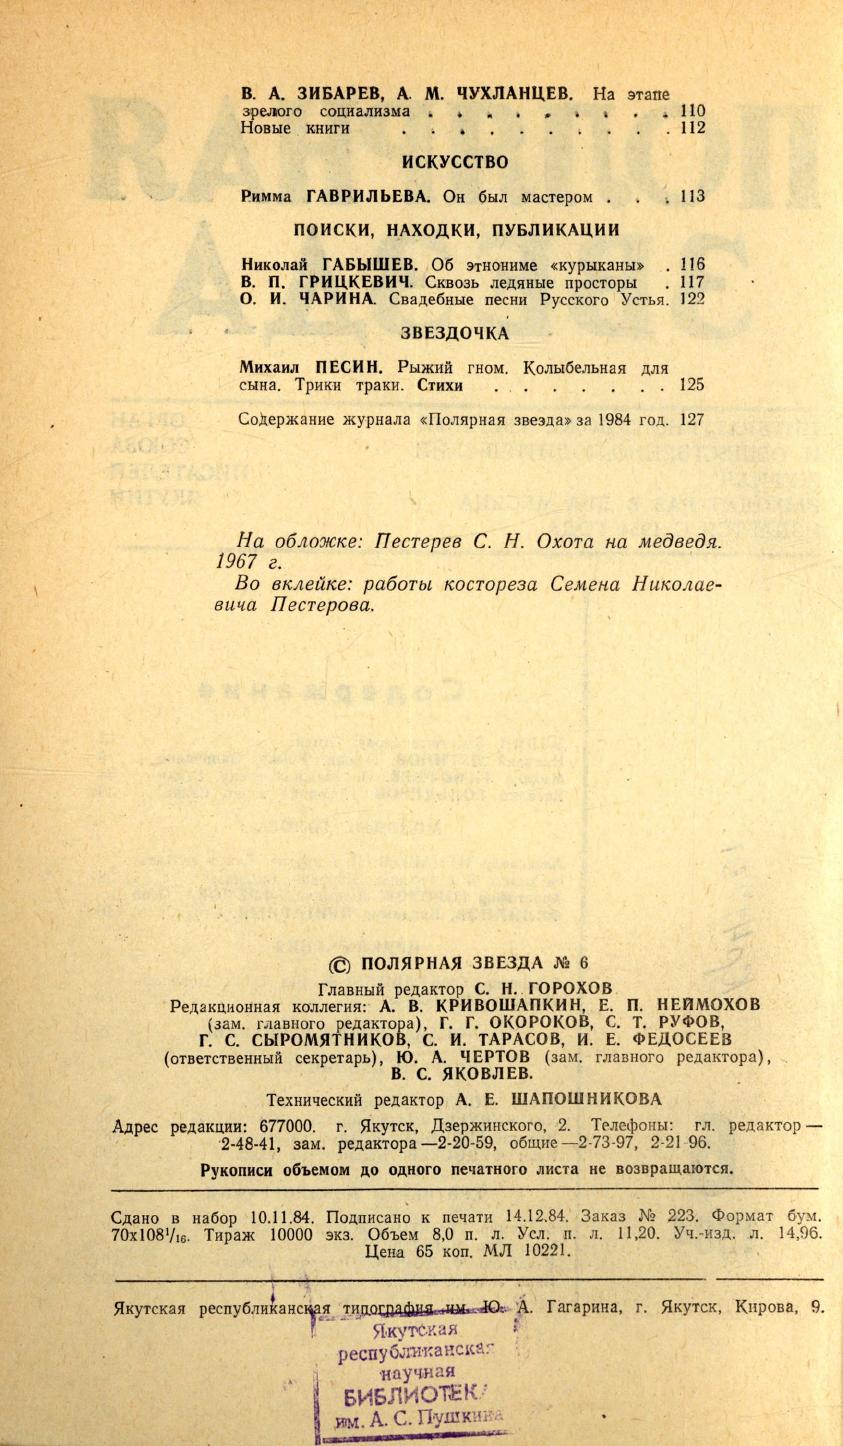 В. А. ЗИБАРЕВ, А. М. ЧУХЛАНЦЕВ. На этапе
зрелого социализма . . . . . . . . . 110
Новые книги . . . . . . . . . . 112
ИСКУССТВО
Римма ГАВРИЛЬЕВА. Он был мастером . . . 113
ПОИСКИ, НАХОДКИ, ПУБЛИКАЦИИ
Николай ГАБЫШЕВ. Об этнониме «курыканы» . 116
В. П. ГРИЦКЕВИЧ. Сквозь ледяные просторы . 117
О. И. ЧАРИНА. Свадебные песни Русского Устья. 122
ЗВЕЗДОЧКА
Михаил ПЕСИН. Рыжий гном. Колыбельная для
сына. Трики траки. Стихи . . . . . . . 125
Содержание журнала «Полярная звезда» за 1984 год. 127
На обложке: Пестерев С. Н. Охота на медведя.
1967 г.
Во вклейке: работы костореза Семена Николае-
вича Пестерова.
© ПОЛЯРНАЯ ЗВЕЗДА № 6
Главный редактор С. Н. ГОРОХОВ
Редакционная коллегия: А. В. КРИВОШАПКИН, Е. П. НЕЙМОХОВ
(зам. главного редактора), Г. Г. ОКОРОКОВ, С. Т. РУФОВ,
Г. С. СЫРОМЯТНИКОВ, С. И. ТАРАСОВ, И. Е. ФЕДОСЕЕВ
(ответственный секретарь), Ю. А. ЧЕРТОВ (зам. главного редактора),
В. С. ЯКОВЛЕВ.
Технический редактор А. Е. ШАПОШНИКОВА
Адрес редакции: 677000. г. Якутск, Дзержинского, 2. Телефоны: гл. редактор —
2-48-41, зам. редактора —2-20-59, общие —2-73-97, 2-21-96.
Рукописи объемом до одного печатного листа не возвращаются.
Сдано в набор 10.11.84. Подписано к печати 14.12.84. Заказ № 223. Формат бум.
70х108¹/₁₆. Тираж 10000 экз. Объем 8,0 п. л. Усл. п. л. 11,20. Уч.-изд. л. 14,96.
Цена 65 коп. МЛ 10221.
Якутская республиканская типография им. Ю. А. Гагарина, г. Якутск, Кирова, 9.
Якутская
республиканская
научная
БИБЛИОТЕКА
им. А. С. Пушкина